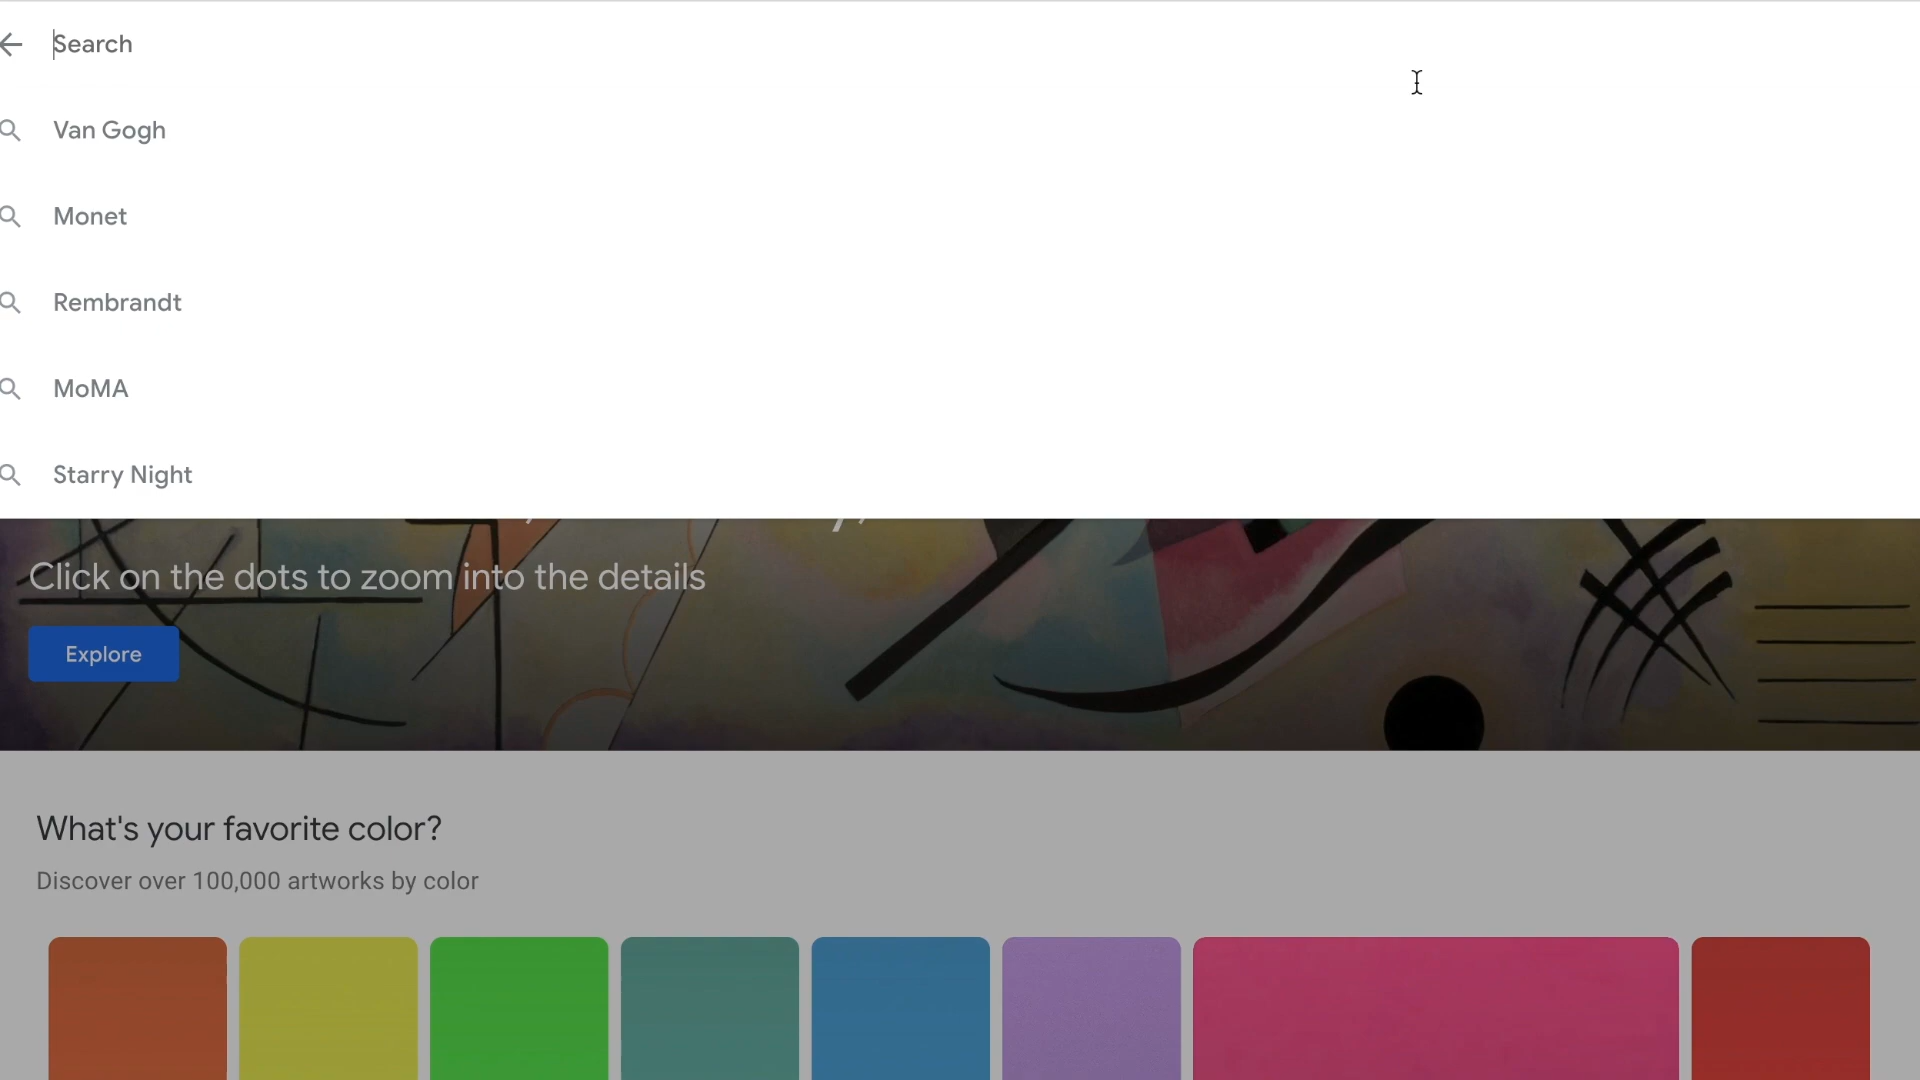 Search
Van Gogh
Monet
Rembrandt
MoMA
Starry Night
Click on the dots to zoom into the details
Explore
What's your favorite color?
Discover over 100,000 artworks by color